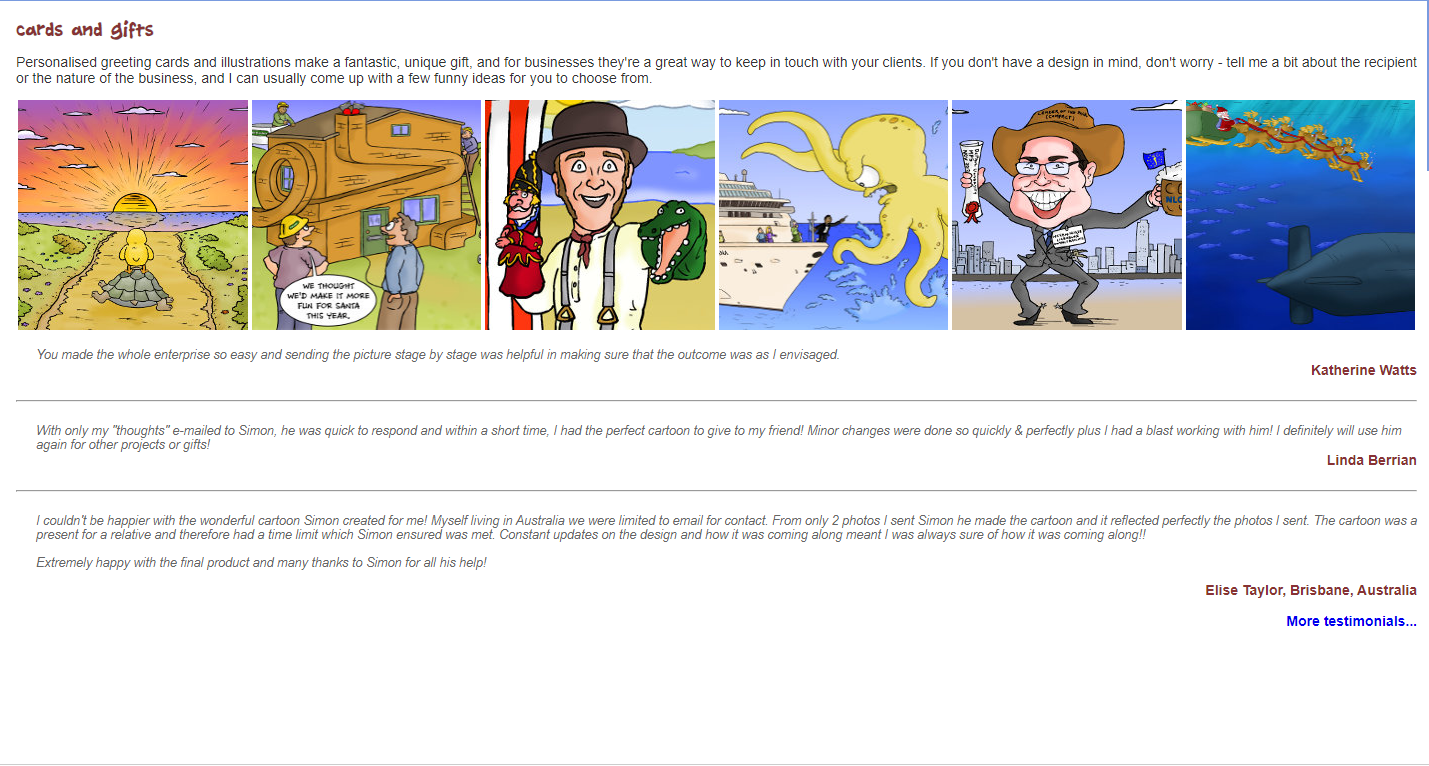 cards and gifts
Personalised greeting cards and illustrations make a fantastic, unique gift, and for businesses they're a great way to keep in touch with your clients. If you don't have a design in mind, don't worry - tell me a bit about the recipient
or the nature of the business, and I can usually come up with a few funny ideas for you to choose from.
WE THOUGHT
WE'D MAKE IT MORE
FUN FOR SANTA
THIS YEAR.
You made the whole enterprise so easy and sending the picture stage by stage was helpful in making sure that the outcome was as I envisaged.
Katherine Watts
With only my "thoughts" e-mailed to Simon, he was quick to respond and within a short time, I had the perfect cartoon to give to my friend! Minor changes were done so quickly & perfectly plus I had a blast working with him! I definitely will use him
again for other projects or gifts!
Linda Berrian
I couldn't be happier with the wonderful cartoon Simon created for me! Myself living in Australia we were limited to email for contact. From only 2 photos I sent Simon he made the cartoon and it reflected perfectly the photos I sent. The cartoon was a
present for a relative and therefore had a time limit which Simon ensured was met. Constant updates on the design and how it was coming along meant I was always sure of how it was coming along!!
Extremely happy with the final product and many thanks to Simon for all his help!
Elise Taylor, Brisbane, Australia
More testimonials...